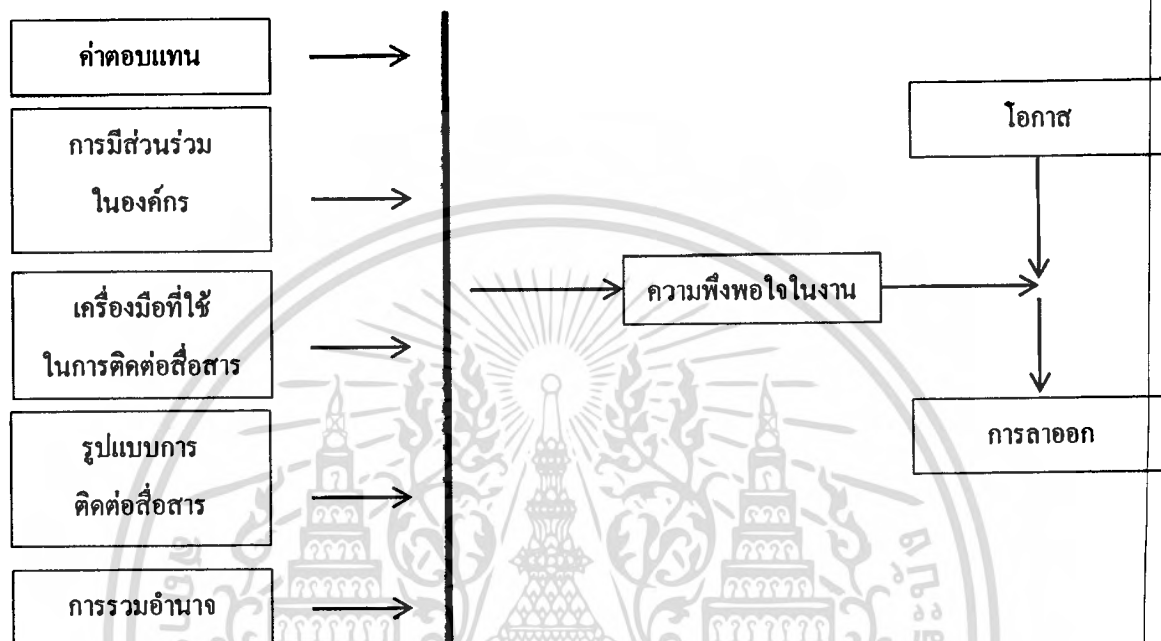 ค่าตอบแทน
การมีส่วนร่วม
ในองค์กร
เครื่องมือที่ใช้
ในการติดต่อสื่อสาร
รูปแบบการ
ติดต่อสื่อสาร
การรวมอำนาจ
ความพึงพอใจในงาน
โอกาส
การลาออก